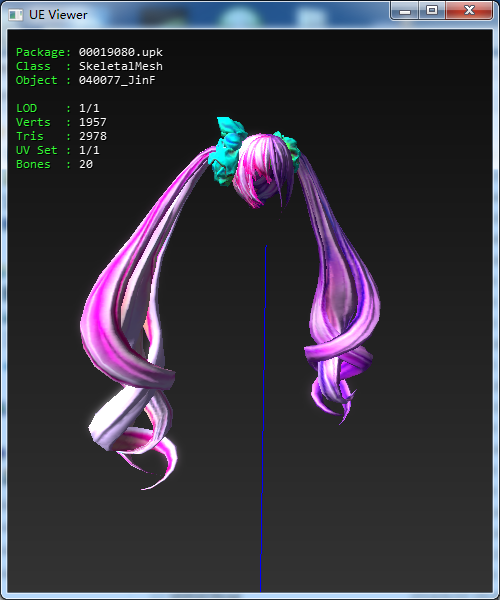 UE Viewer
Package: 00019080.upk
Class : SkeletalMesh
Object : 040077_JinF
LOD : 1/1
Verts : 1957
Tris : 2978
UV Set : 1/1
Bones : 20